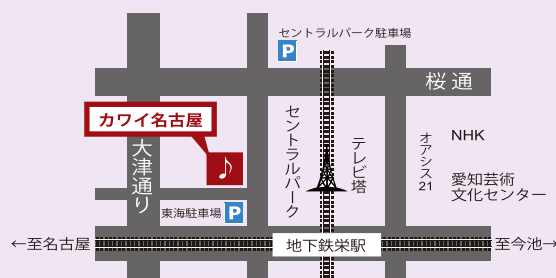 セントラルパーク駐車場
P
桜通
カワイ名古屋
大津通り
セントラルパーク
テレビ塔
オアシス21
NHK
愛知芸術
文化センター
東海駐車場 P
←至名古屋
地下鉄栄駅
至今池→